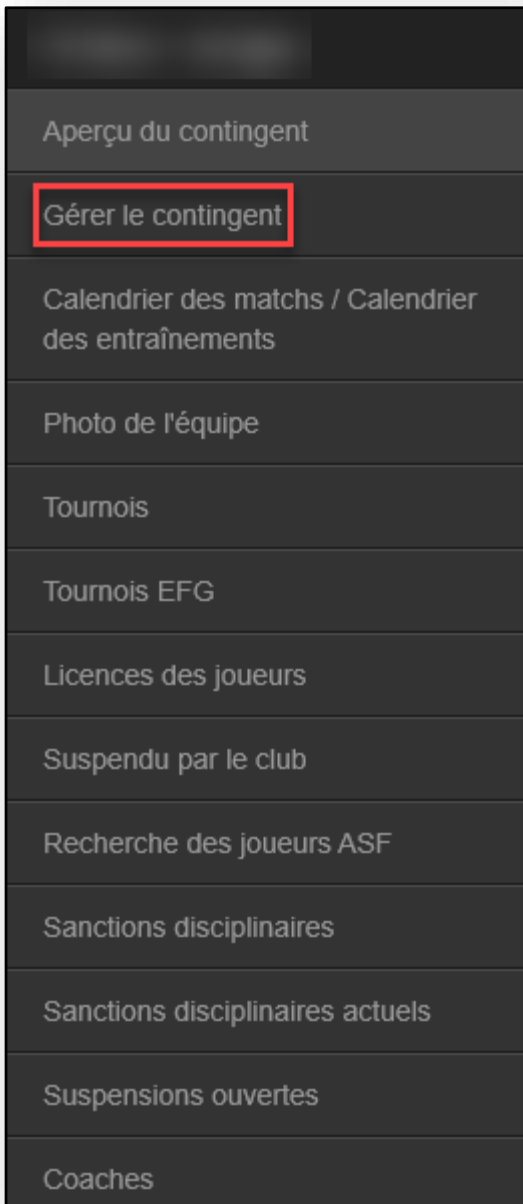 Aperçu du contingent
Gérer le contingent
Calendrier des matchs / Calendrier
des entraînements
Photo de l'équipe
Tournois
Tournois EFG
Licences des joueurs
Suspendu par le club
Recherche des joueurs ASF
Sanctions disciplinaires
Sanctions disciplinaires actuels
Suspensions ouvertes
Coaches